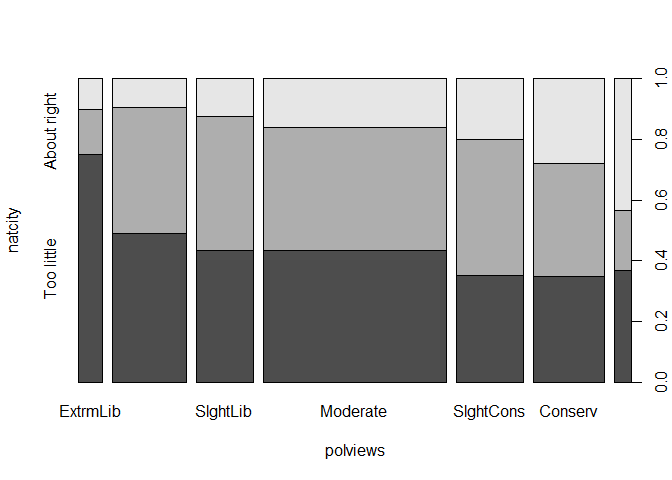 natcity
About right
Too little
1.0
0.8
0.6
0.4
0.2
0.0
ExtrmLib SlghtLib Moderate SlghtCons Conserv
polviews